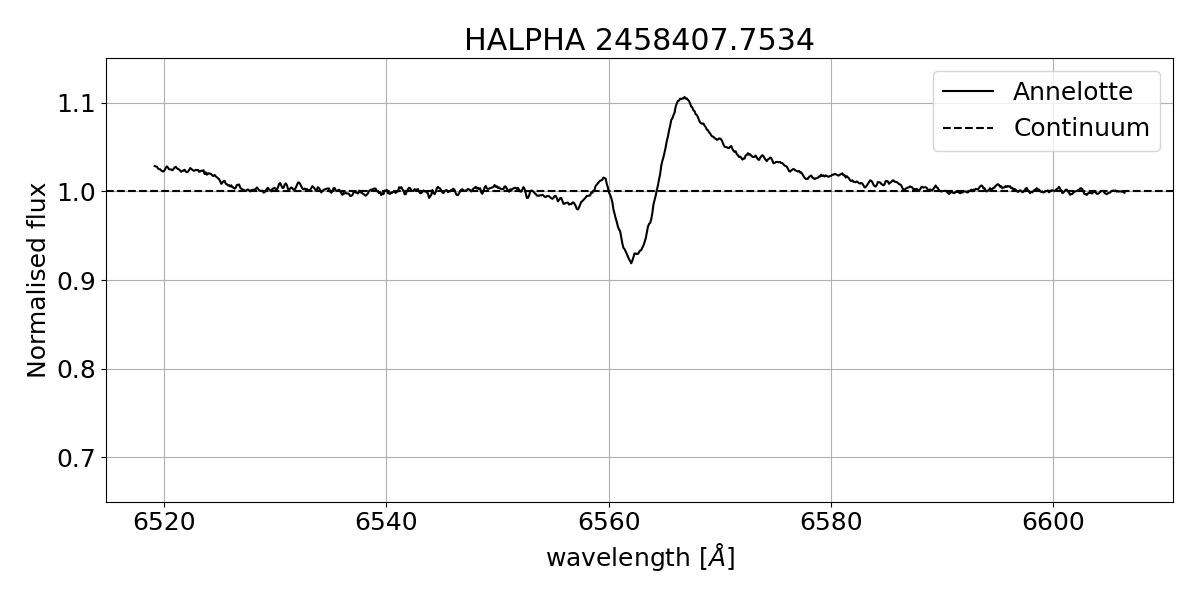 HALPHA 2458407.7534
Annelotte
Continuum
1.1
1.0
0.9
0.8
0.7
Normalised flux
6520 6540 6560 6580 6600
wavelength [Å]